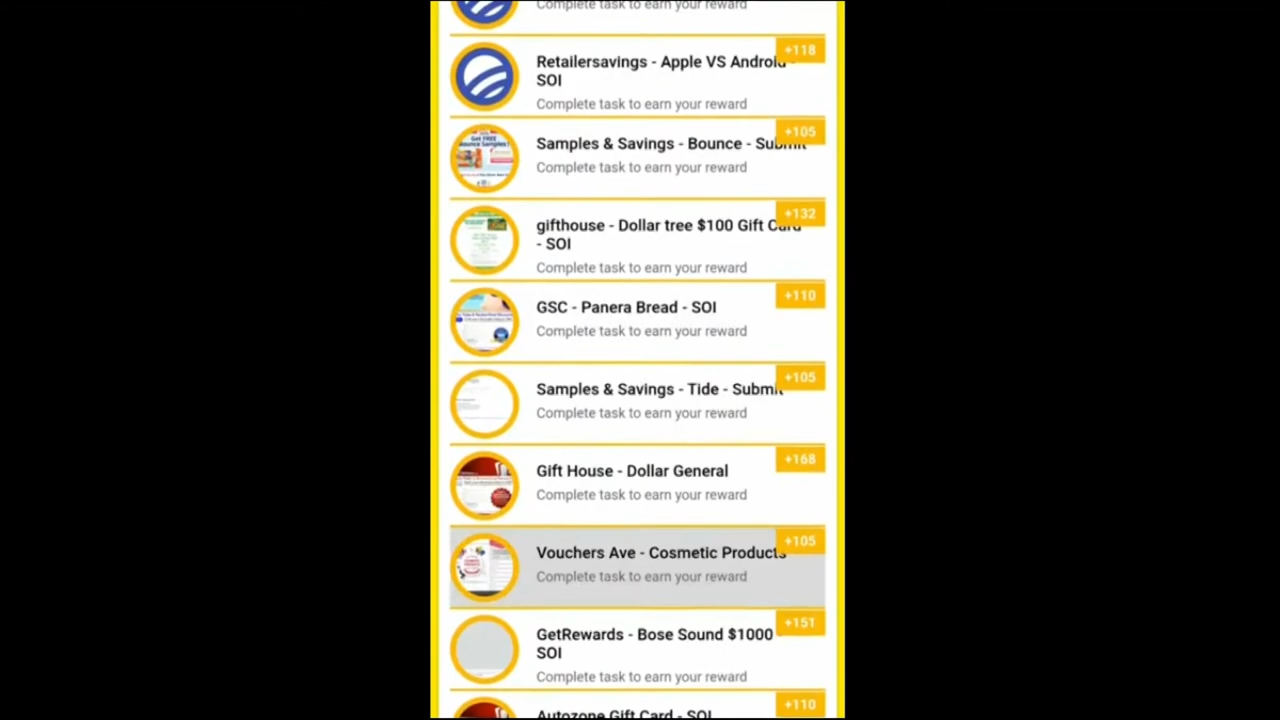 Complete task to earn your reward
+118
Retailersavings - Apple VS Android -
SOI
Complete task to earn your reward
+105
Samples & Savings - Bounce - Submit
Complete task to earn your reward
+132
gifthouse - Dollar tree $100 Gift Card
- SOI
Complete task to earn your reward
+110
GSC - Panera Bread - SOI
Complete task to earn your reward
+105
Samples & Savings - Tide - Submit
Complete task to earn your reward
+168
Gift House - Dollar General
Complete task to earn your reward
+105
Vouchers Ave - Cosmetic Products
Complete task to earn your reward
+151
GetRewards - Bose Sound $1000 -
SOI
Complete task to earn your reward
+110
Autozone Gift Card - SOI